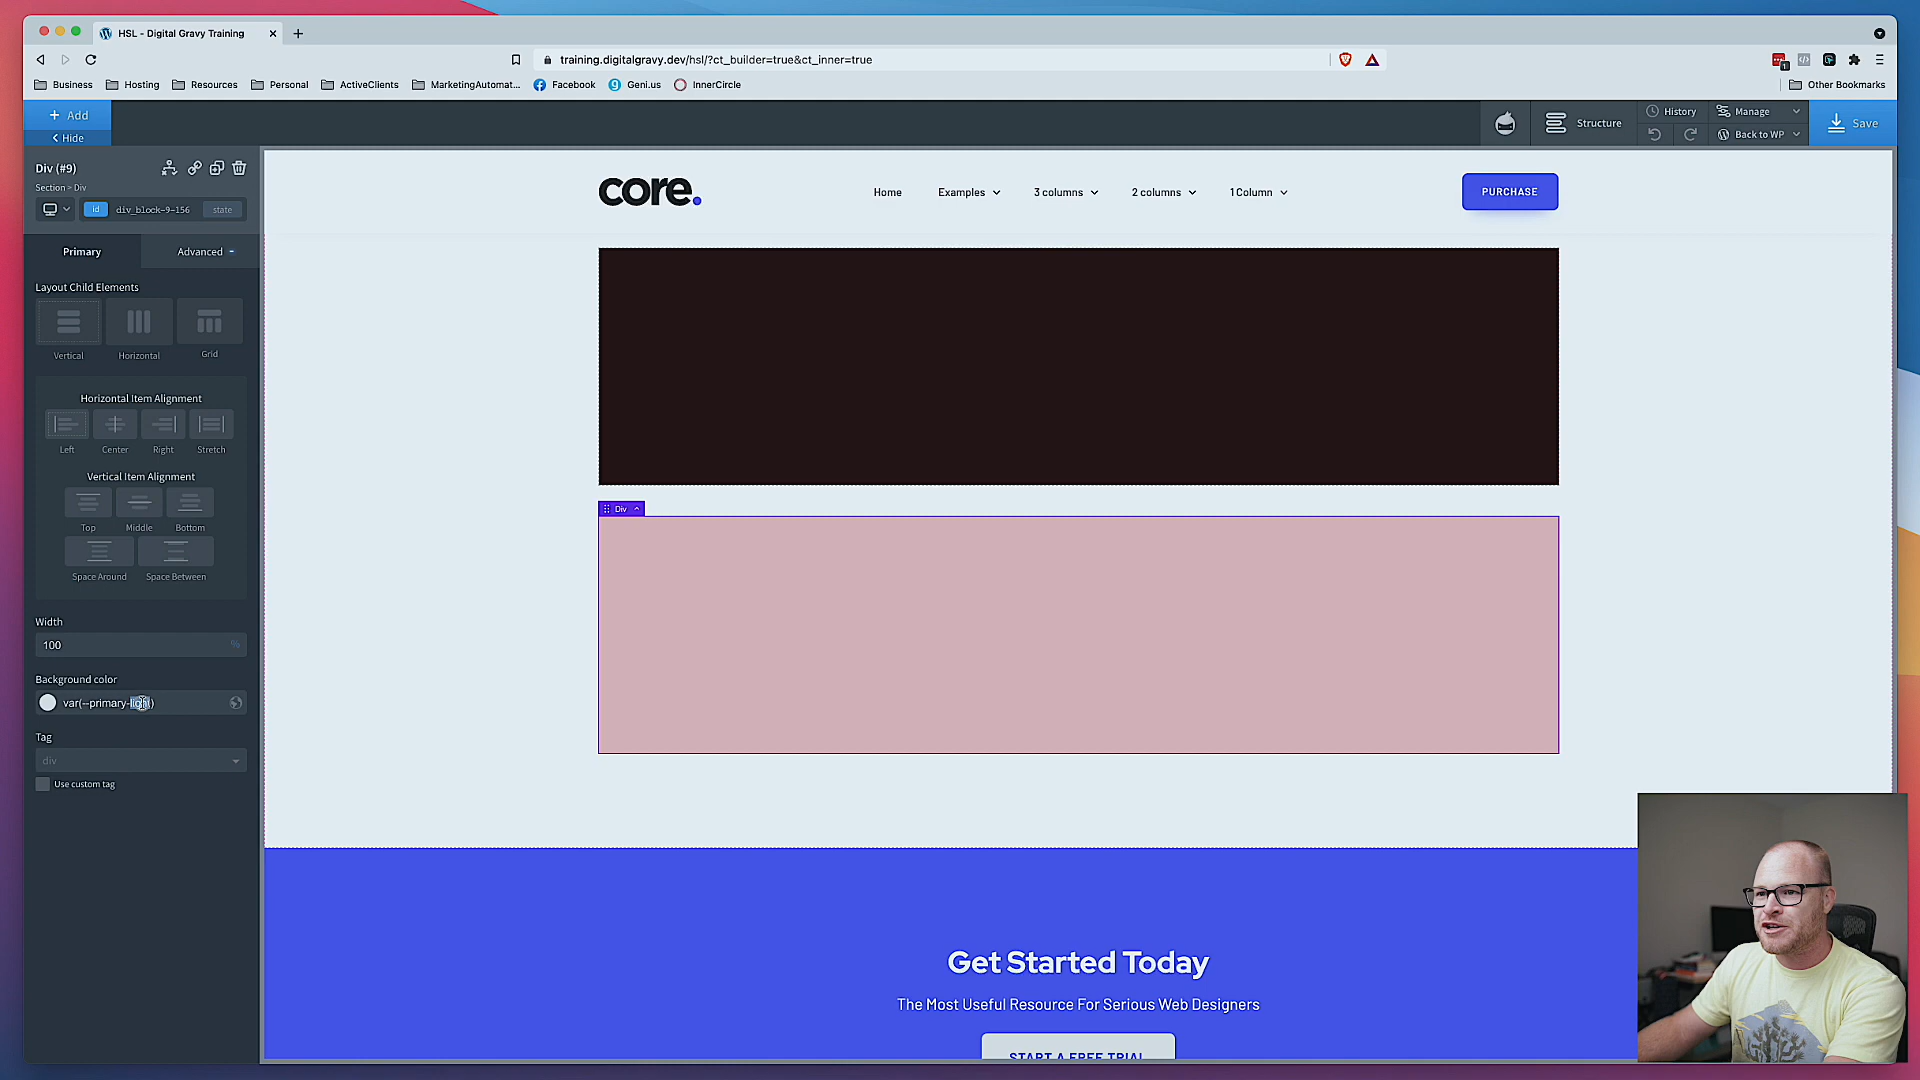 HSL - Digital Gravy Training
training.digitalgravy.dev/hsl/?ct_builder=true&ct_inner=true
Business
Hosting
Resources
Personal
ActiveClients
MarketingAutomat...
Facebook
Geni.us
InnerCircle
Other Bookmarks
Add
Hide
Structure
History
Manage
Back to WP
Save
Div (#9)
Section > Div
id
div_block-9-156
state
Primary
Advanced
Layout Child Elements
Vertical
Horizontal
Grid
Horizontal Item Alignment
Left
Center
Right
Stretch
Vertical Item Alignment
Top
Middle
Bottom
Space Around
Space Between
Width
100
%
Background color
var(--primary-light)
Tag
div
Use custom tag
core.
Home
Examples
3 columns
2 columns
1 Column
PURCHASE
Div
Get Started Today
The Most Useful Resource For Serious Web Designers
START A FREE TRIAL